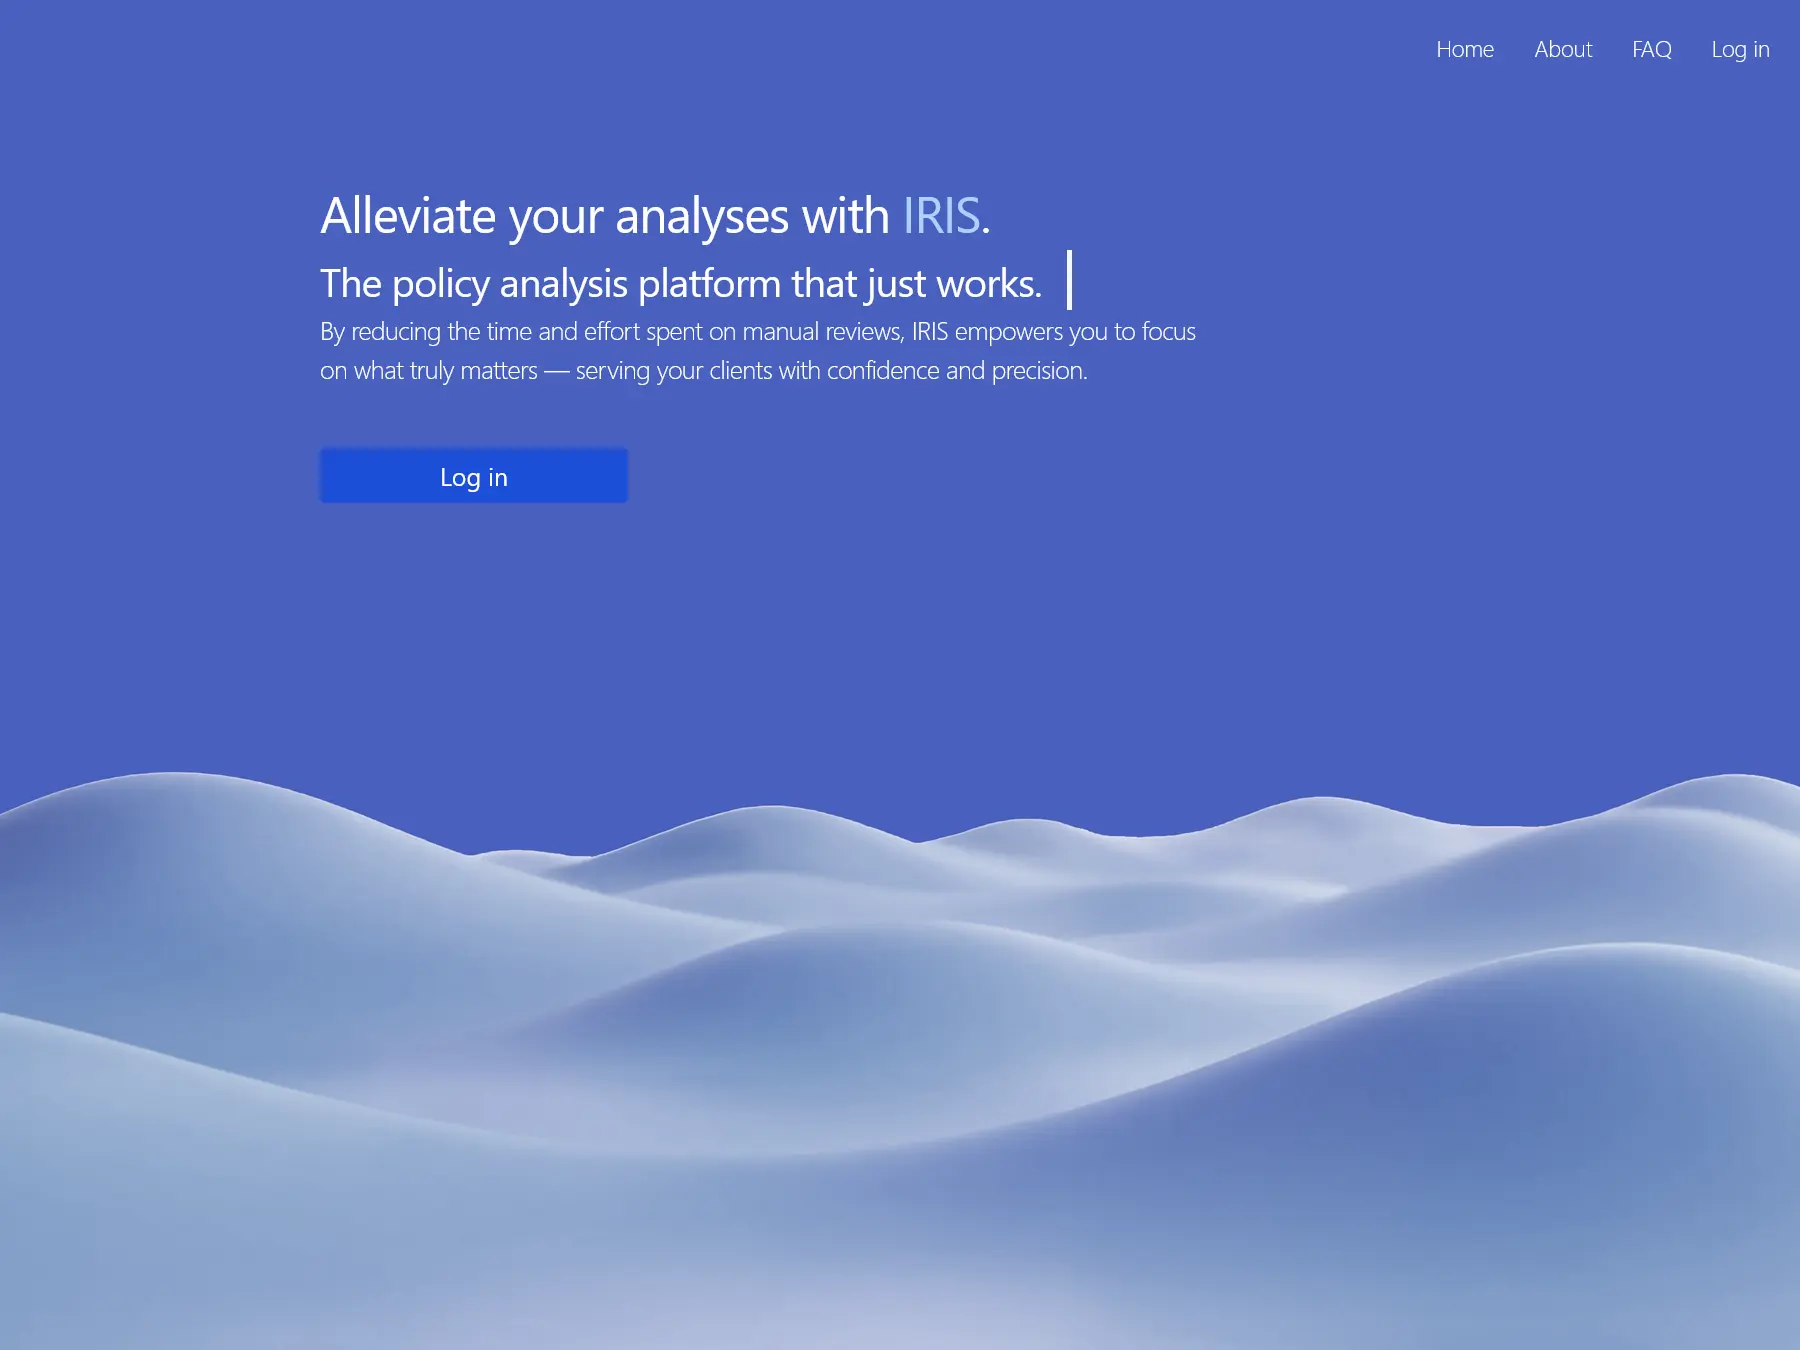 Home About FAQ Log in
Alleviate your analyses with IRIS.
The policy analysis platform that just works.
By reducing the time and effort spent on manual reviews, IRIS empowers you to focus
on what truly matters — serving your clients with confidence and precision.
Log in